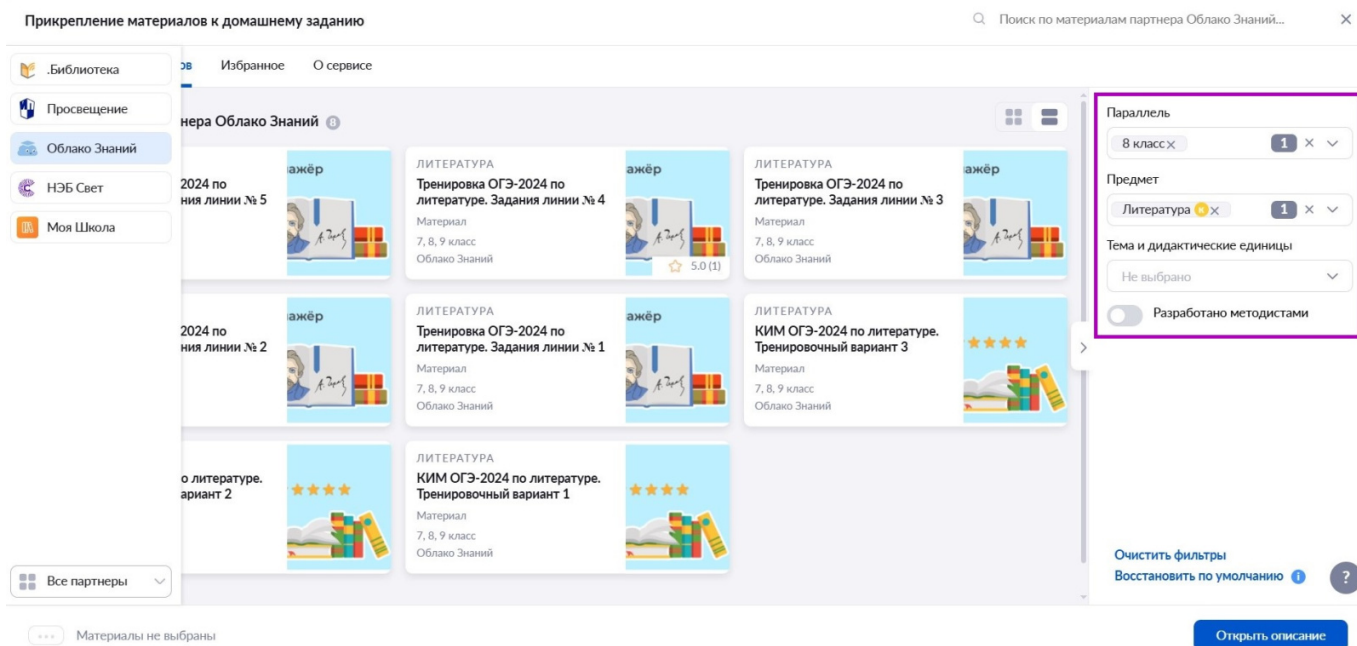 Прикрепление материалов к домашнему заданию
Поиск по материалам партнера Облако Знаний...
.Библиотека
Просвещение
Облако Знаний
НЭБ Свет
Моя Школа
Все партнеры
ов
Избранное
О сервисе
нера Облако Знаний 8
2024 по
ния линии № 5
ажёр
ЛИТЕРАТУРА
Тренировка ОГЭ-2024 по
литературе. Задания линии № 4
Материал
7, 8, 9 класс
Облако Знаний
ажёр
5.0 (1)
ЛИТЕРАТУРА
Тренировка ОГЭ-2024 по
литературе. Задания линии № 3
Материал
7, 8, 9 класс
Облако Знаний
ажёр
2024 по
ния линии № 2
ажёр
ЛИТЕРАТУРА
Тренировка ОГЭ-2024 по
литературе. Задания линии № 1
Материал
7, 8, 9 класс
Облако Знаний
ажёр
ЛИТЕРАТУРА
КИМ ОГЭ-2024 по литературе.
Тренировочный вариант 3
Материал
7, 8, 9 класс
Облако Знаний
о литературе.
ариант 2
ЛИТЕРАТУРА
КИМ ОГЭ-2024 по литературе.
Тренировочный вариант 1
Материал
7, 8, 9 класс
Облако Знаний
Параллель
8 класс 1
Предмет
Литература 1
Тема и дидактические единицы
Не выбрано
Разработано методистами
Очистить фильтры
Восстановить по умолчанию
?
Материалы не выбраны
Открыть описание